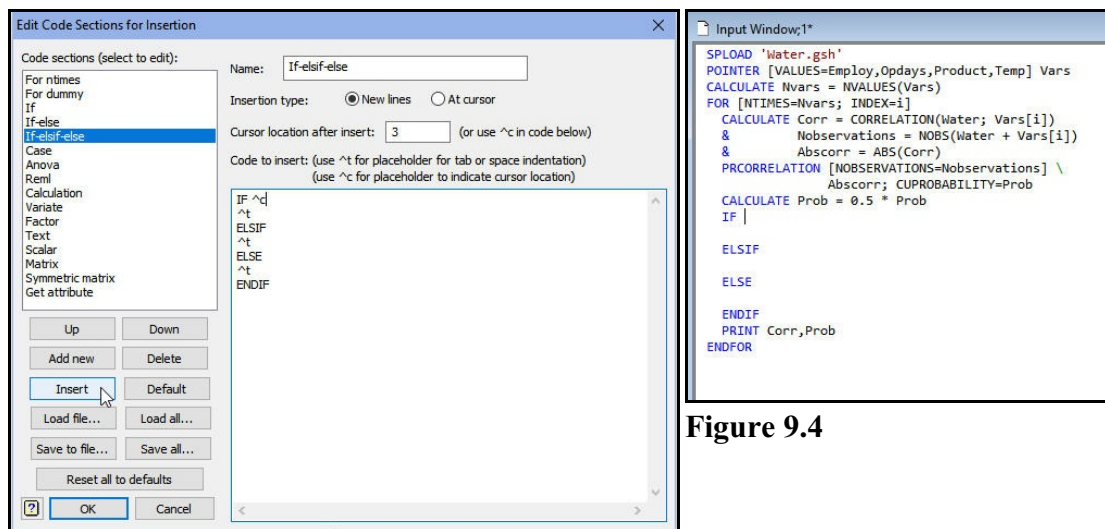 Edit Code Sections for Insertion
Code sections (select to edit):
For ntimes
For dummy
If
If-else
If-elsif-else
Case
Anova
Reml
Calculation
Variate
Factor
Text
Scalar
Matrix
Symmetric matrix
Get attribute
Up Down
Add new Delete
Insert Default
Load file... Load all...
Save to file... Save all...
Reset all to defaults
? OK Cancel
Name: If-elsif-else
Insertion type: New lines At cursor
Cursor location after insert: 3 (or use ^c in code below)
Code to insert: (use ^t for placeholder for tab or space indentation)
(use ^c for placeholder to indicate cursor location)
IF ^c
^t
ELSIF
^t
ELSE
^t
ENDIF
Input Window;1*
SPLOAD 'Water.gsh'
POINTER [VALUES=Employ,Opdays,Product,Temp] Vars
CALCULATE Nvars = NVALUES(Vars)
FOR [NTIMES=Nvars; INDEX=i]
CALCULATE Corr = CORRELATION(Water; Vars[i])
& Nobservations = NOBS(Water + Vars[i])
& Abscorr = ABS(Corr)
PRCORRELATION [NOBSERVATIONS=Nobservations] \
Abscorr; CUPROBABILITY=Prob
CALCULATE Prob = 0.5 * Prob
IF
ELSIF
ELSE
ENDIF
PRINT Corr,Prob
ENDFOR
Figure 9.4